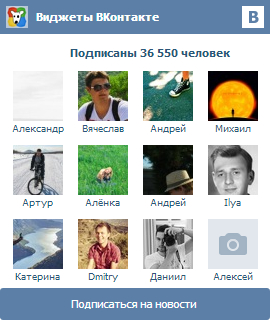 Виджеты ВКонтакте
B
Подписаны 36 550 человек
Александр Вячеслав Андрей Михаил
Артур Алёнка Андрей Ilya
Катерина Dmitry Даниил Алексей
Подписаться на новости